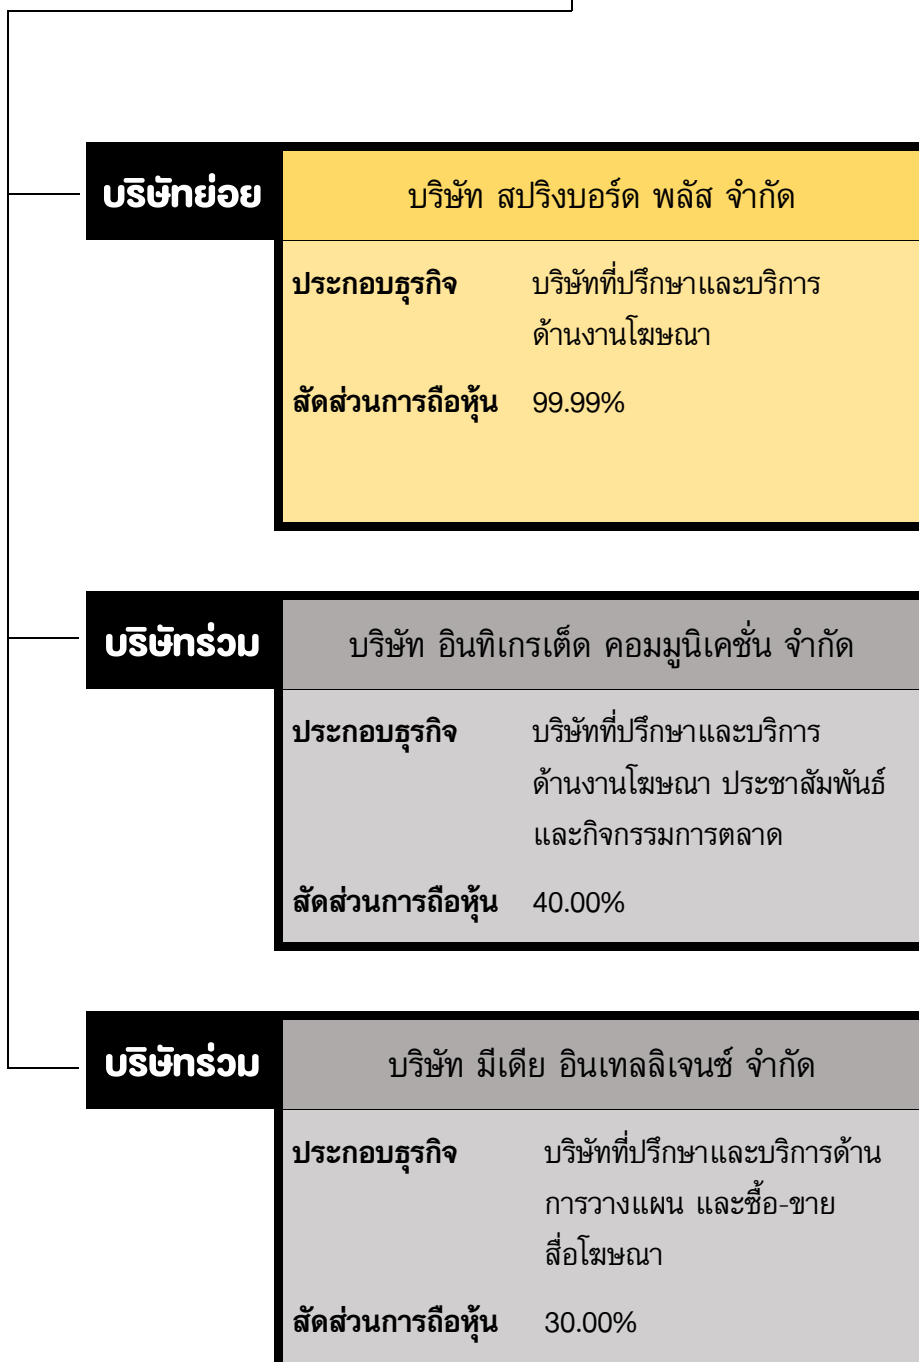 บริษัทย่อย
บริษัท สปริงบอร์ด พลัส จำกัด
ประกอบธุรกิจ บริษัทที่ปรึกษาและบริการ
ด้านงานโฆษณา
สัดส่วนการถือหุ้น 99.99%
บริษัทร่วม
บริษัท อินทิเกรเต็ด คอมมูนิเคชั่น จำกัด
ประกอบธุรกิจ บริษัทที่ปรึกษาและบริการ
ด้านงานโฆษณา ประชาสัมพันธ์
และกิจกรรมการตลาด
สัดส่วนการถือหุ้น 40.00%
บริษัทร่วม
บริษัท มีเดีย อินเทลลิเจนซ์ จำกัด
ประกอบธุรกิจ บริษัทที่ปรึกษาและบริการด้าน
การวางแผน และซื้อ-ขาย
สื่อโฆษณา
สัดส่วนการถือหุ้น 30.00%